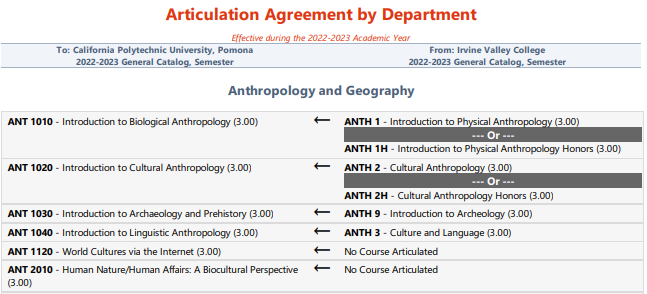 Articulation Agreement by Department
Effective during the 2022-2023 Academic Year
To: California Polytechnic University, Pomona
2022-2023 General Catalog, Semester
From: Irvine Valley College
2022-2023 General Catalog, Semester
Anthropology and Geography
ANT 1010 - Introduction to Biological Anthropology (3.00)
←
ANTH 1 - Introduction to Physical Anthropology (3.00)
--- Or ---
ANTH 1H - Introduction to Physical Anthropology Honors (3.00)
ANT 1020 - Introduction to Cultural Anthropology (3.00)
←
ANTH 2 - Cultural Anthropology (3.00)
--- Or ---
ANTH 2H - Cultural Anthropology Honors (3.00)
ANT 1030 - Introduction to Archaeology and Prehistory (3.00)
←
ANTH 9 - Introduction to Archeology (3.00)
ANT 1040 - Introduction to Linguistic Anthropology (3.00)
←
ANTH 3 - Culture and Language (3.00)
ANT 1120 - World Cultures via the Internet (3.00)
←
No Course Articulated
ANT 2010 - Human Nature/Human Affairs: A Biocultural Perspective
(3.00)
←
No Course Articulated